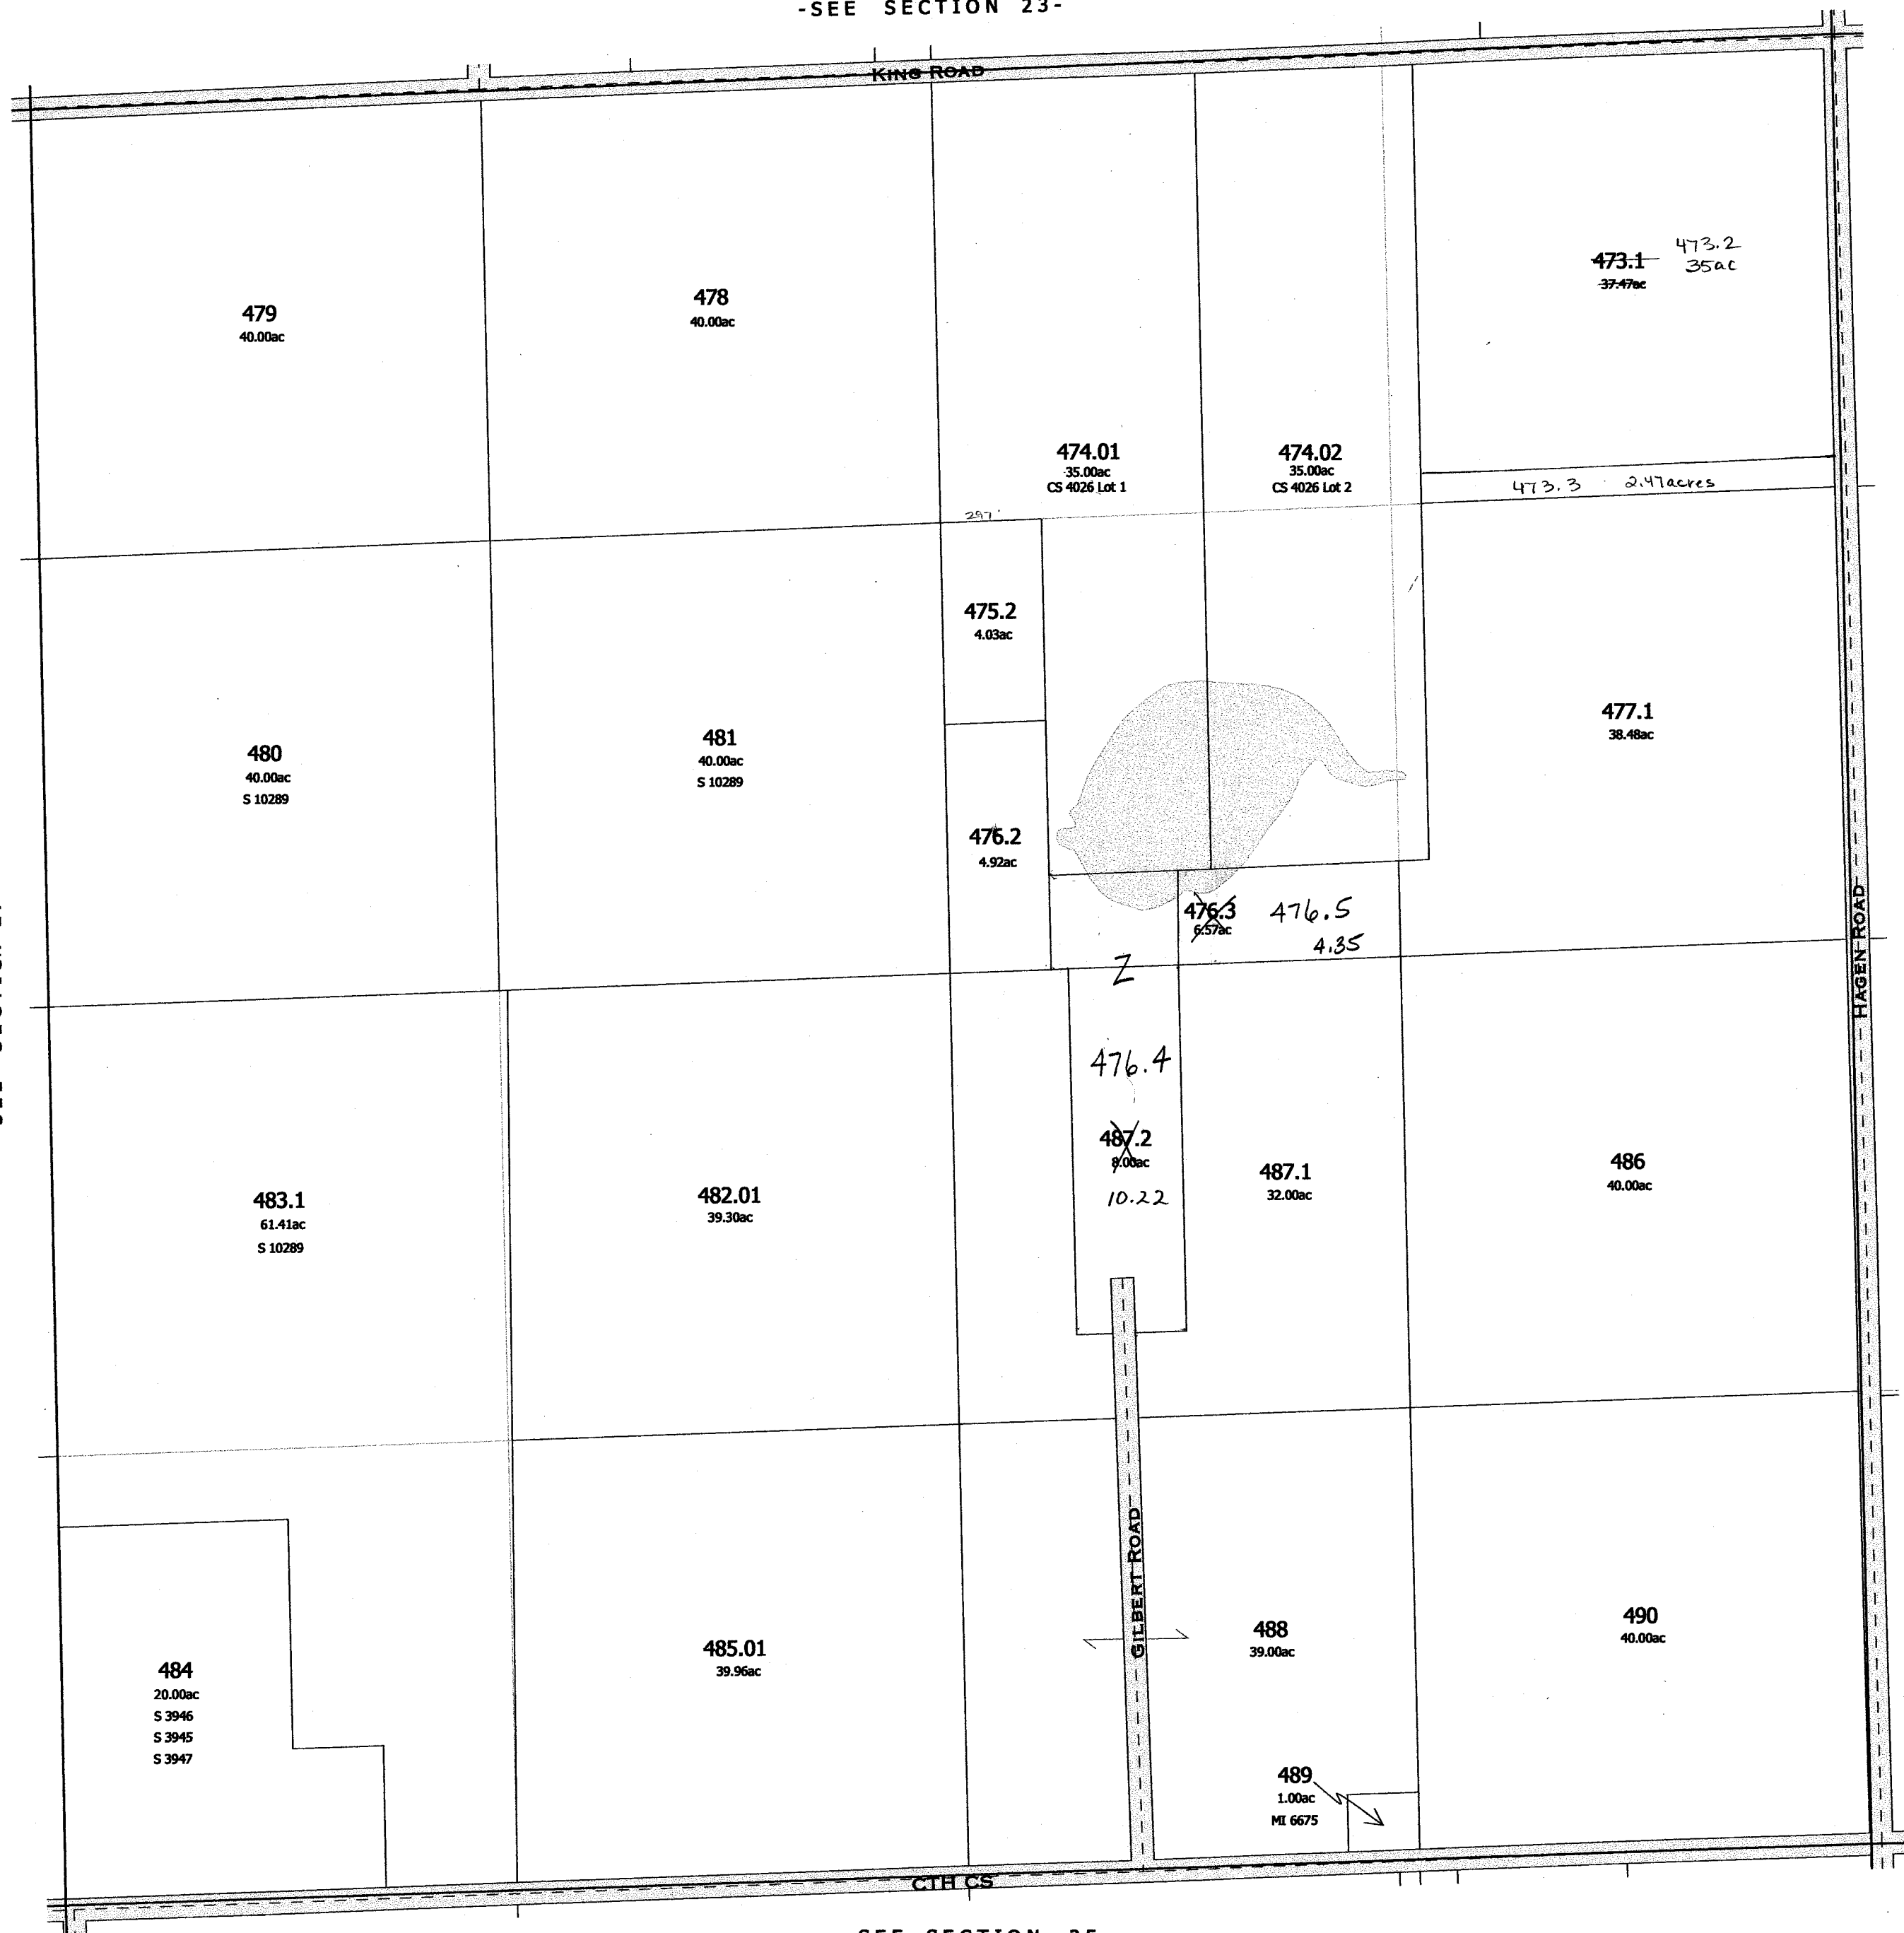 -SEE SECTION 23-
KING ROAD
473.1
37.47ac
473.2
35ac
479
40.00ac
478
40.00ac
474.01
35.00ac
CS 4026 Lot 1
474.02
35.00ac
CS 4026 Lot 2
473.3 2.47acres
297'
475.2
4.03ac
477.1
38.48ac
480
40.00ac
S 10289
481
40.00ac
S 10289
476.2
4.92ac
476.3
6.57ac
476.5
4.35
HAGEN ROAD
Z
476.4
487.2
8.00ac
10.22
487.1
32.00ac
486
40.00ac
483.1
61.41ac
S 10289
482.01
39.30ac
GILBERT ROAD
488
39.00ac
490
40.00ac
485.01
39.96ac
484
20.00ac
S 3946
S 3945
S 3947
489
1.00ac
MI 6675
CTH CS